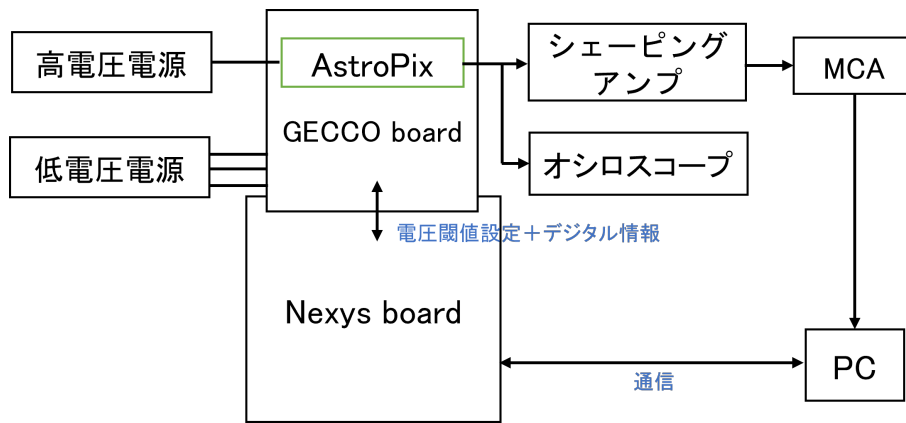 高電圧電源
AstroPix
シェーピング
アンプ
MCA
GECCO board
低電圧電源
オシロスコープ
電圧閾値設定＋デジタル情報
Nexys board
通信
PC